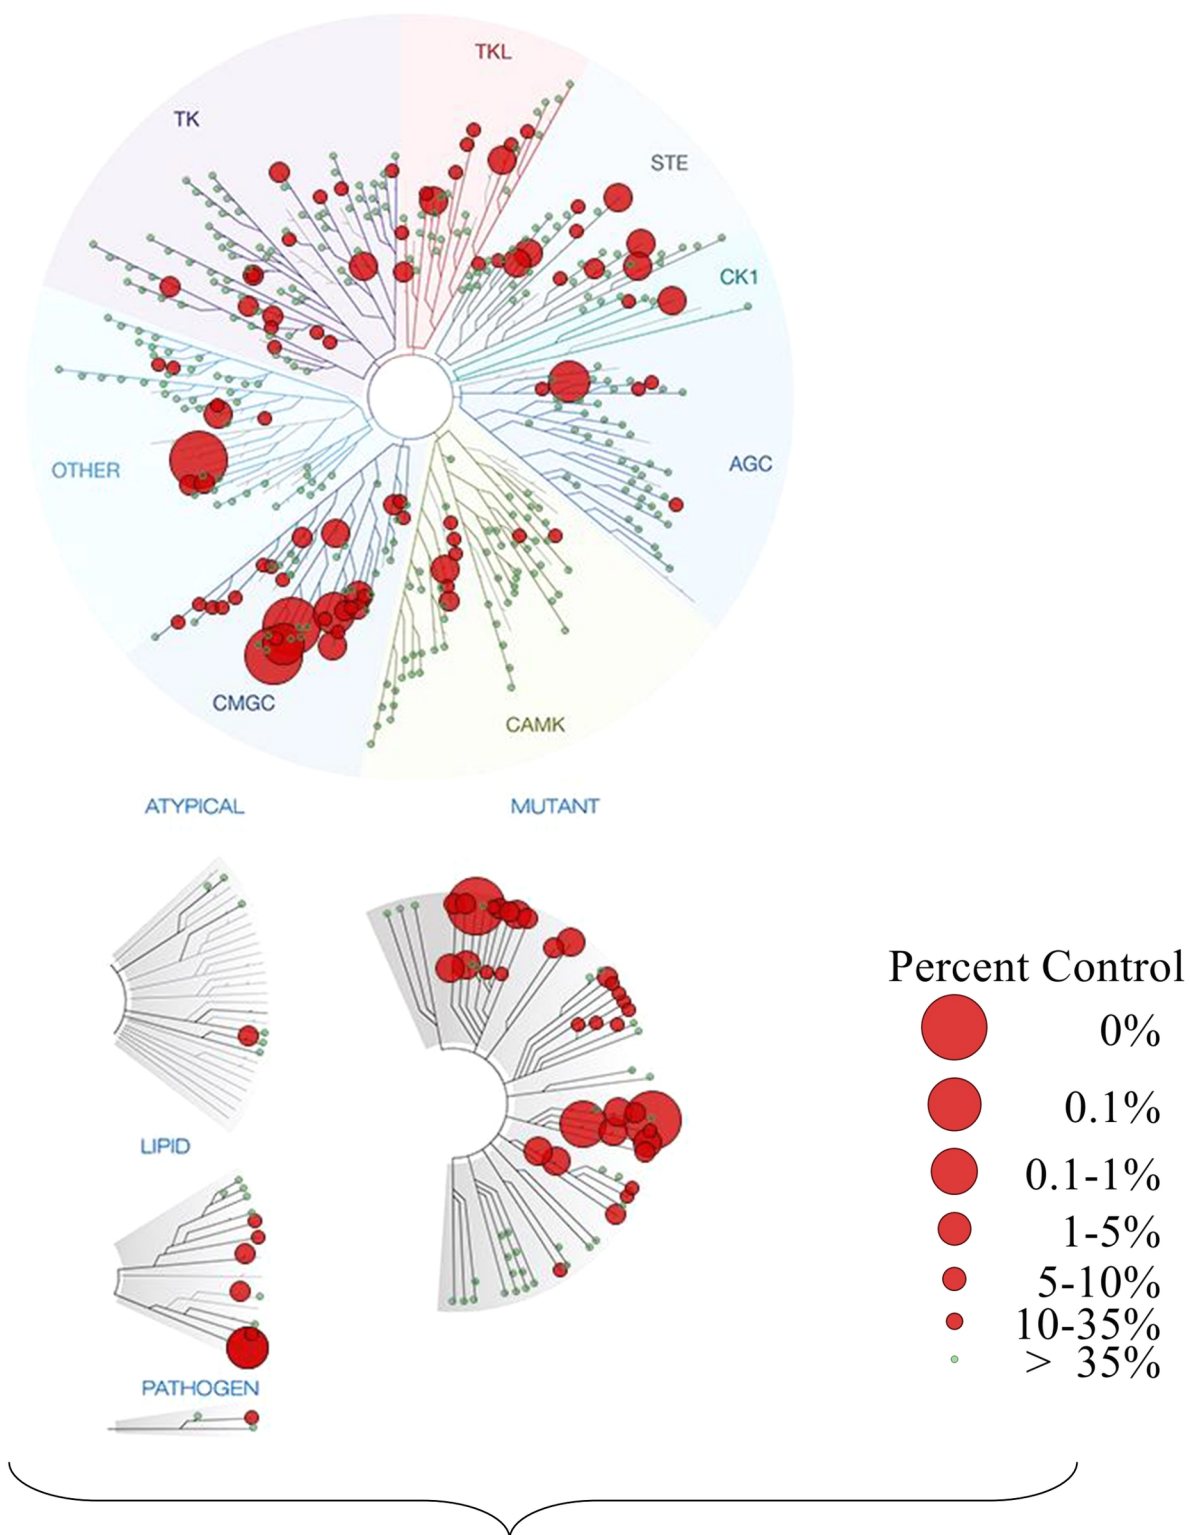 TKL
TK
STE
CK1
OTHER
AGC
CMGC
CAMK
ATYPICAL
MUTANT
LIPID
PATHOGEN
Percent Control
0%
0.1%
0.1-1%
1-5%
5-10%
10-35%
> 35%